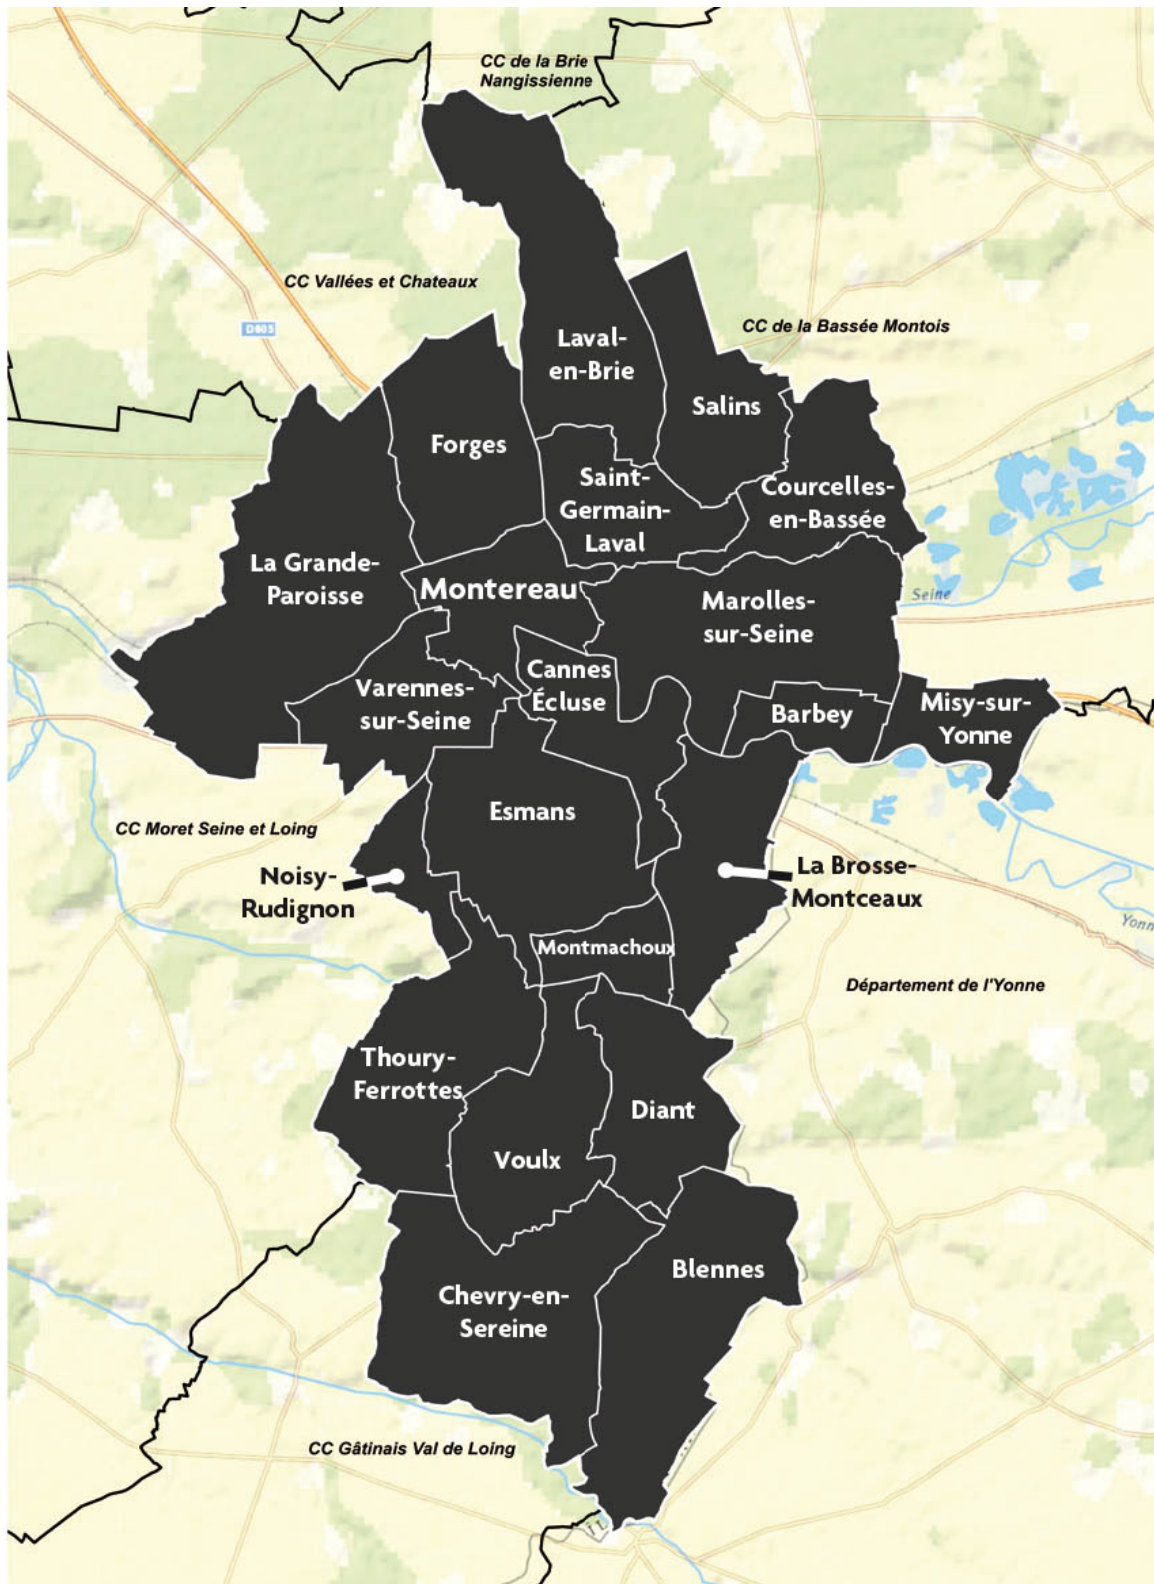 CC de la Brie
Nangissienne
CC Vallées et Chateaux
D605
CC de la Bassée Montois
Laval-
en-Brie
Salins
Forges
Saint-
Germain-
Laval
Courcelles-
en-Bassée
La Grande-
Paroisse
Montereau
Marolles-
sur-Seine
Seine
Cannes
Écluse
Varennes-
sur-Seine
Barbey
Misy-sur-
Yonne
Esmans
CC Moret Seine et Loing
Noisy-
Rudignon
La Brosse-
Montceaux
Yonn
Montmachoux
Département de l'Yonne
Thoury-
Ferrottes
Diant
Voulx
Blennes
Chevry-en-
Sereine
CC Gâtinais Val de Loing